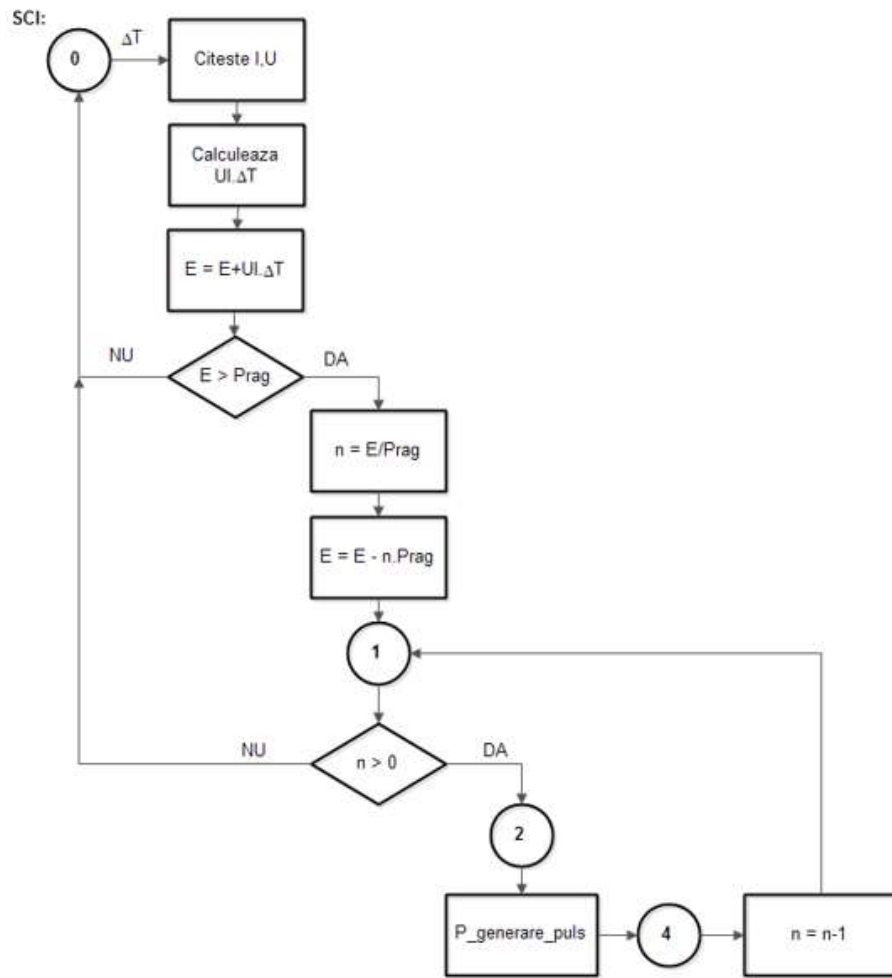 SCI:
0
ΔT
Citeste I,U
Calculeaza
UI.ΔT
E = E+UI.ΔT
NU
E > Prag
DA
n = E/Prag
E = E - n.Prag
1
NU
n > 0
DA
2
P_generare_puls
4
n = n-1